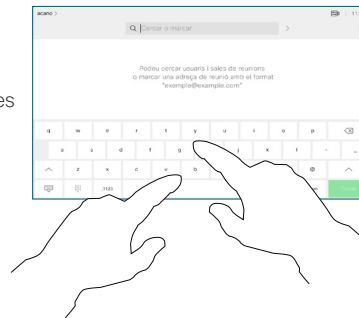 acano >
Cercar o marcar
es
Podeu cercar usuaris i sales de reunions
o marcar una adreça de reunió amb el format
"exemple@example.com"
q w e r t y u i o p
a s d f g j k l - _
z x c v b @
.?123